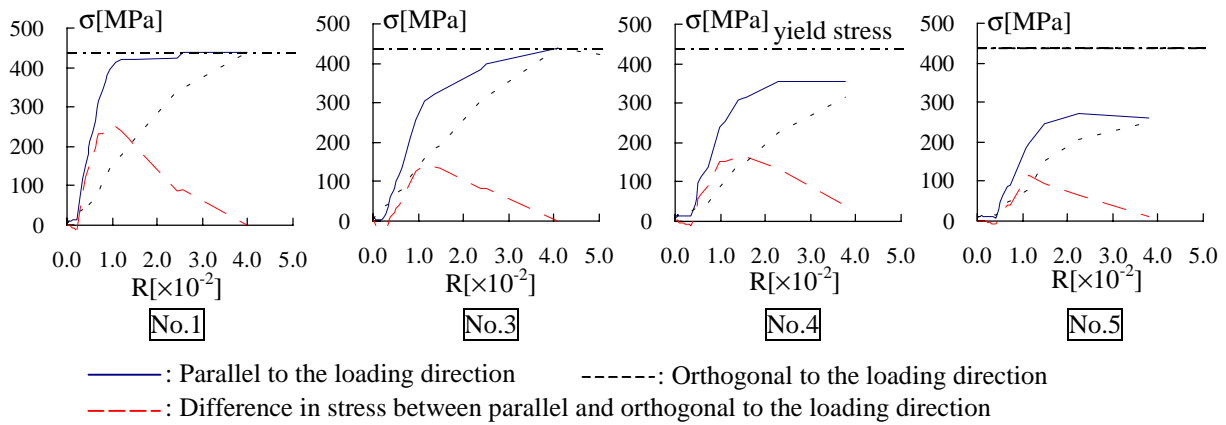 σ[MPa] σ[MPa] σ[MPa] σ[MPa]
500 500 500 500
yield stress
400 400 400 400
300 300 300 300
200 200 200 200
100 100 100 100
0 0 0 0
0.0 1.0 2.0 3.0 4.0 5.0 0.0 1.0 2.0 3.0 4.0 5.0 0.0 1.0 2.0 3.0 4.0 5.0 0.0 1.0 2.0 3.0 4.0 5.0
R[×10⁻²] R[×10⁻²] R[×10⁻²] R[×10⁻²]
No.1 No.3 No.4 No.5
: Parallel to the loading direction : Orthogonal to the loading direction
: Difference in stress between parallel and orthogonal to the loading direction